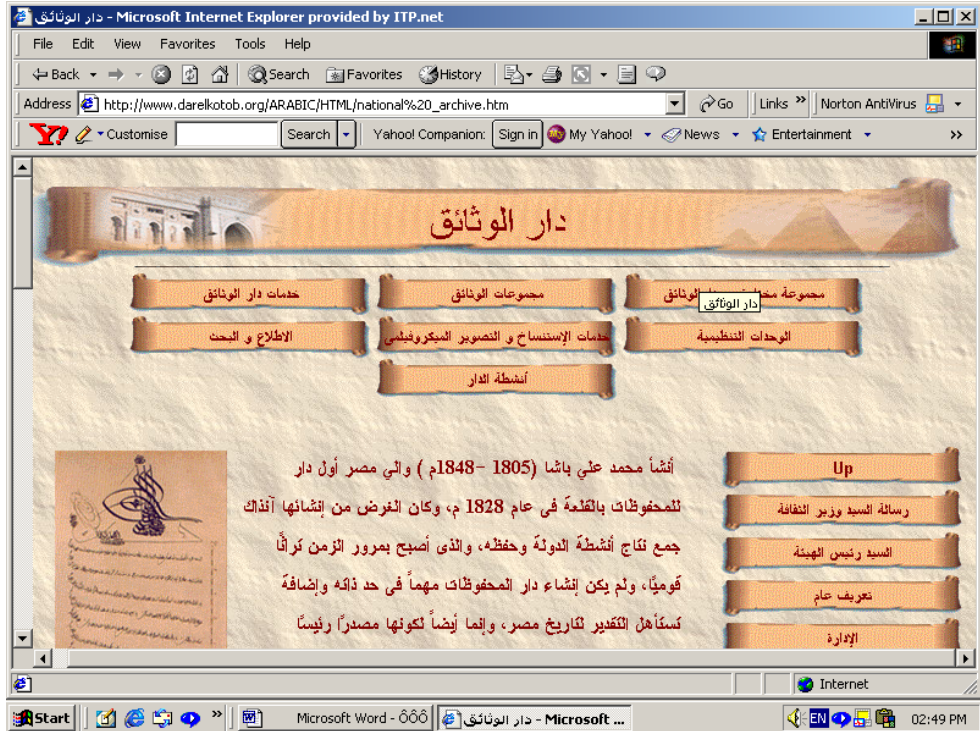 دار الوثائق - Microsoft Internet Explorer provided by ITP.net
File Edit View Favorites Tools Help
Back Search Favorites History
Address http://www.darelkotob.org/ARABIC/HTML/national%20_archive.htm Go Links » Norton AntiVirus
Y! Customise Search Yahoo! Companion: Sign in My Yahoo! News Entertainment »
دار الوثائق
مجموعة الوثائق مجموعات الوثائق خدمات دار الوثائق
دار الوثائق
الوحدات التنظيمية خدمات الإستنساخ و التصوير الميكروفيلمى الاطلاع و البحث
أنشطة الدار
أنشأ محمد علي باشا (1805 –1848م ) والي مصر أول دار
للمحفوظات بالقلعة فى عام 1828 م، وكان الغرض من إنشائها آنذاك
جمع نتاج أنشطة الدولة وحفظه، والذى أصبح بمرور الزمن تراثًا
قوميًا، ولم يكن إنشاء دار المحفوظات مهماً فى حد ذاته وإضافة
تستأهل التقدير لتاريخ مصر، وإنما أيضاً لكونها مصدرًا رئيسًا
Up
رسالة السيد وزير الثقافة
السيد رئيس الهيئة
تعريف عام
الإدارة
Internet
Start » Microsoft Word - ÔÔÔ دار الوثائق - Microsoft ... EN 02:49 PM